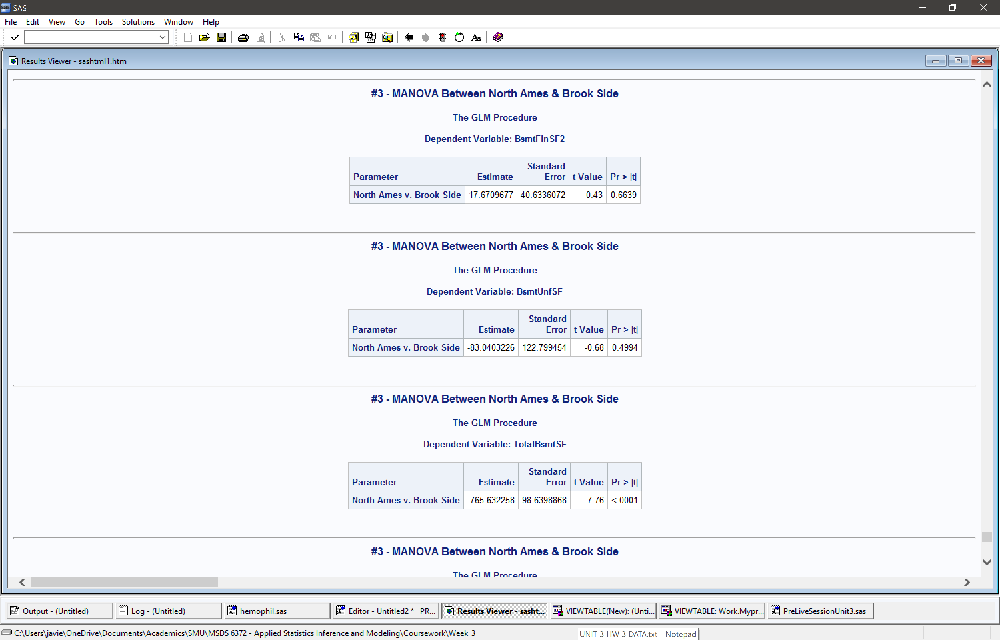 SAS
File Edit View Go Tools Solutions Window Help
Results Viewer - sashtml1.htm
#3 - MANOVA Between North Ames & Brook Side
The GLM Procedure
Dependent Variable: BsmtFinSF2
Parameter Estimate Standard Error t Value Pr > |t|
North Ames v. Brook Side 17.6709677 40.6336072 0.43 0.6639
#3 - MANOVA Between North Ames & Brook Side
The GLM Procedure
Dependent Variable: BsmtUnfSF
Parameter Estimate Standard Error t Value Pr > |t|
North Ames v. Brook Side -83.0403226 122.799454 -0.68 0.4994
#3 - MANOVA Between North Ames & Brook Side
The GLM Procedure
Dependent Variable: TotalBsmtSF
Parameter Estimate Standard Error t Value Pr > |t|
North Ames v. Brook Side -765.632258 98.6398868 -7.76 <.0001
#3 - MANOVA Between North Ames & Brook Side
The GLM Procedure
Output - (Untitled) Log - (Untitled) hemophil.sas Editor - Untitled2 * PR... Results Viewer - sasht... VIEWTABLE(New): (Unti... VIEWTABLE: Work.Mypr... PreLiveSessionUnit3.sas
C:\Users\javie\OneDrive\Documents\Academics\SMU\MSDS 6372 - Applied Statistics Inference and Modeling\Coursework\Week_3
UNIT 3 HW 3 DATA.txt - Notepad